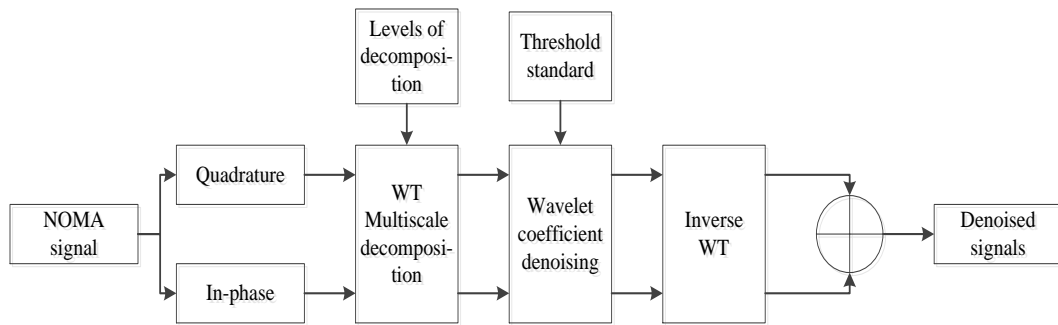 Levels of
decomposi-
tion
Threshold
standard
Quadrature
NOMA
signal
In-phase
WT
Multiscale
decomposi-
tion
Wavelet
coefficient
denoising
Inverse
WT
Denoised
signals